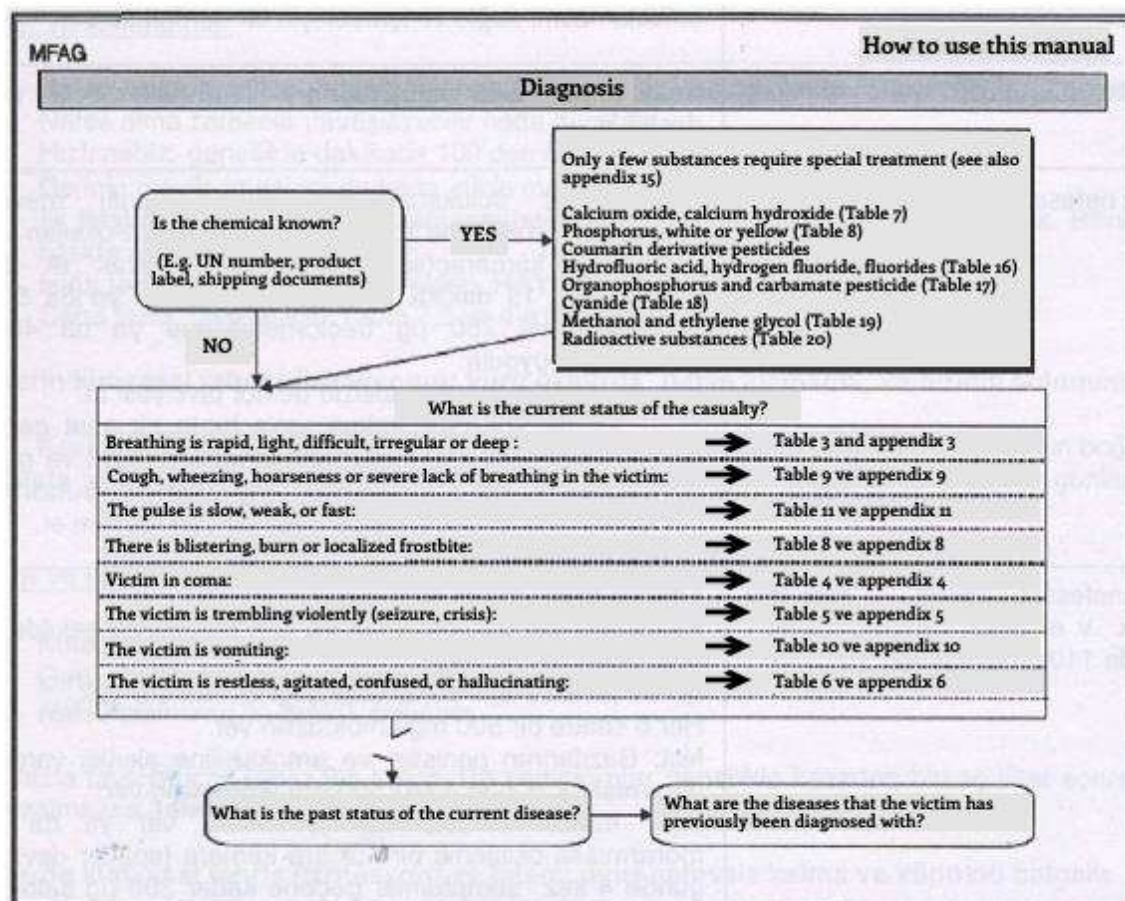 MFAG
How to use this manual
Diagnosis
Is the chemical known?
(E.g. UN number, product
label, shipping documents)
YES
NO
Only a few substances require special treatment (see also
appendix 15)
Calcium oxide, calcium hydroxide (Table 7)
Phosphorus, white or yellow (Table 8)
Coumarin derivative pesticids
Hydrofluoric acid, hydrogen fluoride, fluorides (Table 16)
Organophosphorus and carbamate pesticide (Table 17)
Cyanide (Table 18)
Methanol and ethylene glycol (Table 19)
Radioactive substances (Table 20)
What is the current status of the casualty?
Breathing is rapid, light, difficult, irregular or deep : Table 3 and appendix 3
Cough, wheezing, hoarseness or severe lack of breathing in the victim: Table 9 ve appendix 9
The pulse is slow, weak, or fast: Table 11 ve appendix 11
There is blistering, burn or localized frostbite: Table 8 ve appendix 8
Victim in coma: Table 4 ve appendix 4
The victim is trembling violently (seizure, crisis): Table 5 ve appendix 5
The victim is vomiting: Table 10 ve appendix 10
The victim is restless, agitated, confused, or hallucinating: Table 6 ve appendix 6
What is the past status of the current disease?
What are the diseases that the victim has
previously been diagnosed with?